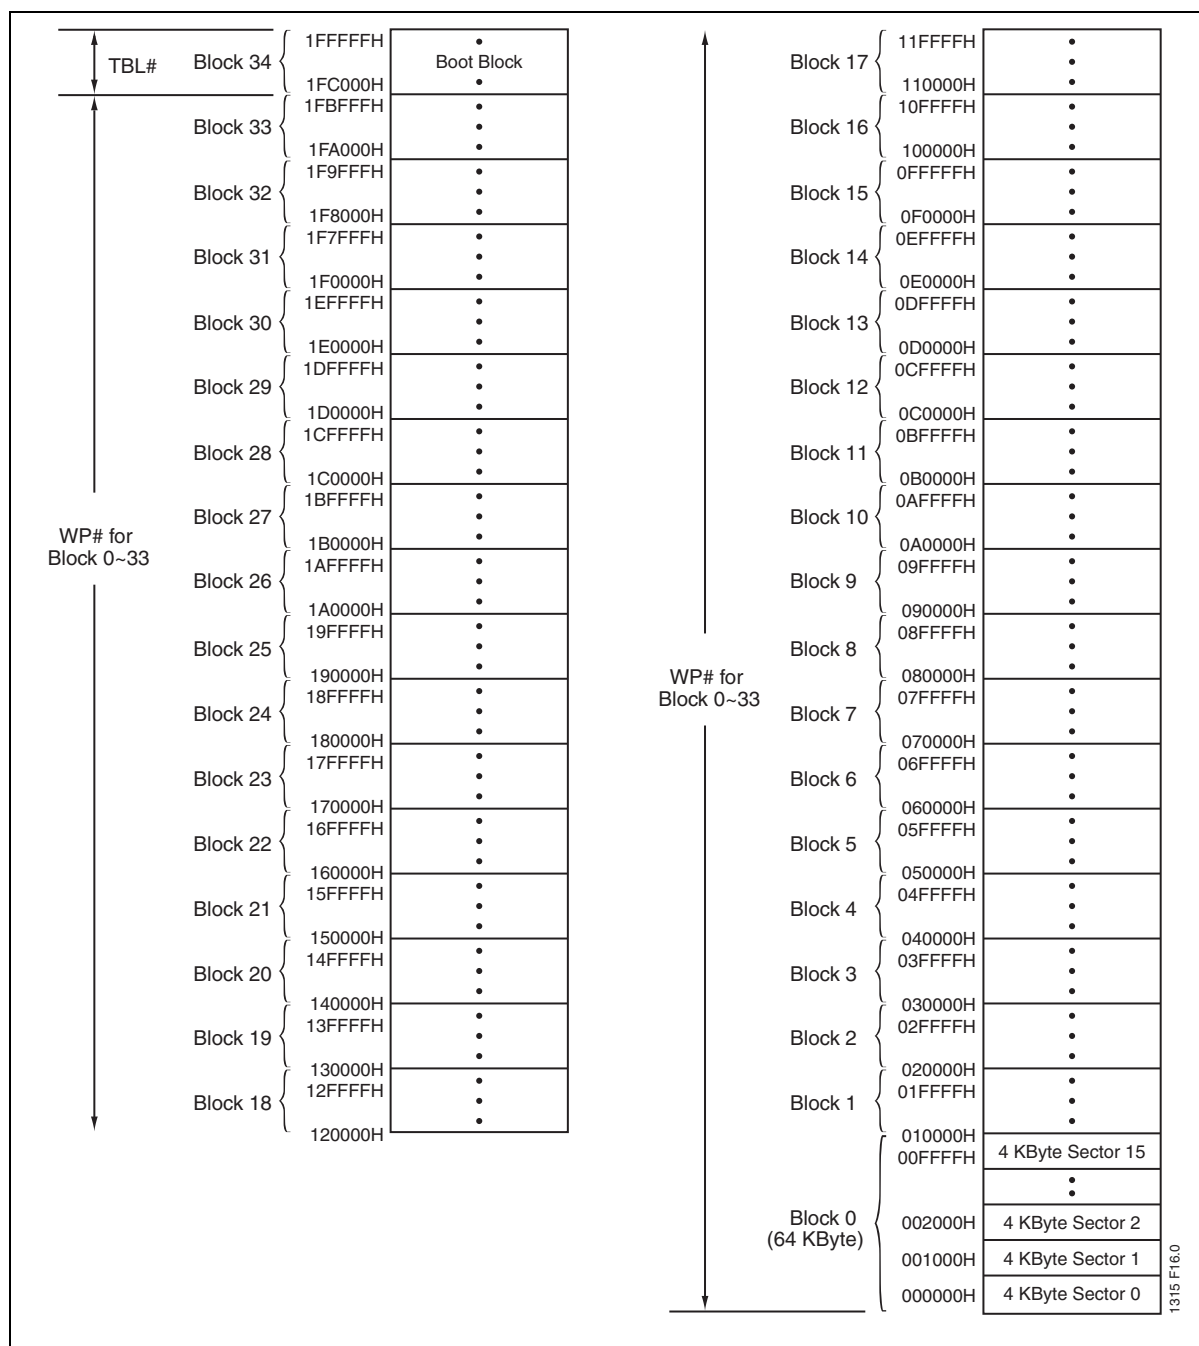 TBL#
Block 34
1FFFFFH
Boot Block
1FC000H
Block 33
1FBFFFH
1FA000H
Block 32
1F9FFFH
1F8000H
Block 31
1F7FFFH
1F0000H
Block 30
1EFFFFH
1E0000H
Block 29
1DFFFFH
1D0000H
Block 28
1CFFFFH
1C0000H
Block 27
1BFFFFH
1B0000H
WP# for
Block 0~33
Block 26
1AFFFFH
1A0000H
Block 25
19FFFFH
190000H
Block 24
18FFFFH
180000H
Block 23
17FFFFH
170000H
Block 22
16FFFFH
160000H
Block 21
15FFFFH
150000H
Block 20
14FFFFH
140000H
Block 19
13FFFFH
130000H
Block 18
12FFFFH
120000H
Block 17
11FFFFH
110000H
Block 16
10FFFFH
100000H
Block 15
0FFFFFH
0F0000H
Block 14
0EFFFFH
0E0000H
Block 13
0DFFFFH
0D0000H
Block 12
0CFFFFH
0C0000H
Block 11
0BFFFFH
0B0000H
Block 10
0AFFFFH
0A0000H
Block 9
09FFFFH
090000H
Block 8
08FFFFH
080000H
WP# for
Block 0~33
Block 7
07FFFFH
070000H
Block 6
06FFFFH
060000H
Block 5
05FFFFH
050000H
Block 4
04FFFFH
040000H
Block 3
03FFFFH
030000H
Block 2
02FFFFH
020000H
Block 1
01FFFFH
010000H
Block 0
(64 KByte)
00FFFFH
4 KByte Sector 15
002000H
4 KByte Sector 2
001000H
4 KByte Sector 1
000000H
4 KByte Sector 0
1315 F16.0